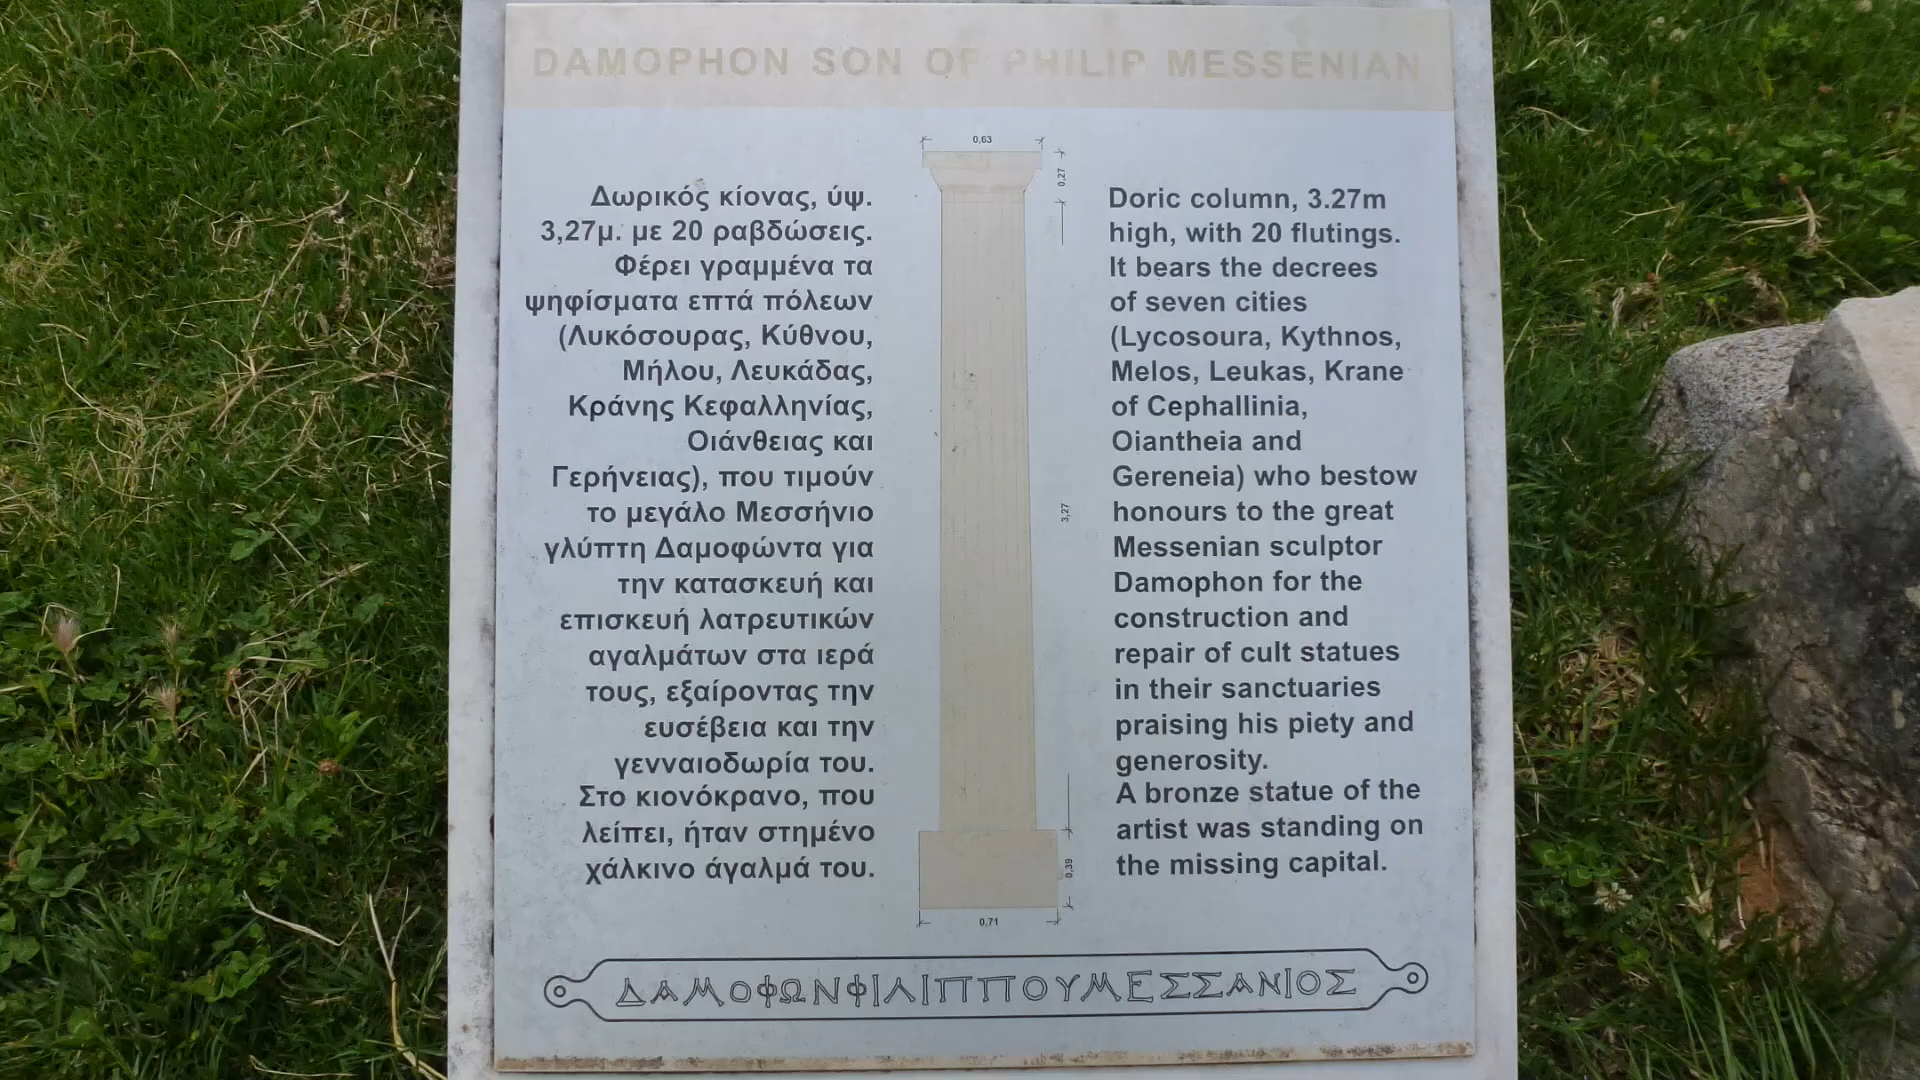 DAMOPHON SON OF PHILIP MESSENIAN
Δωρικός κίονας, ύψ.
3,27μ. με 20 ραβδώσεις.
Φέρει γραμμένα τα
ψηφίσματα επτά πόλεων
(Λυκόσουρας, Κύθνου,
Μήλου, Λευκάδας,
Κράνης Κεφαλληνίας,
Οιάνθειας και
Γερήνειας), που τιμούν
το μεγάλο Μεσσήνιο
γλύπτη Δαμοφώντα για
την κατασκευή και
επισκευή λατρευτικών
αγαλμάτων στα ιερά
τους, εξαίροντας την
ευσέβεια και την
γενναιοδωρία του.
Στο κιονόκρανο, που
λείπει, ήταν στημένο
χάλκινο άγαλμά του.
0,63
0,27
3,27
0,39
0,71
Doric column, 3.27m
high, with 20 flutings.
It bears the decrees
of seven cities
(Lycosoura, Kythnos,
Melos, Leukas, Krane
of Cephallinia,
Oiantheia and
Gereneia) who bestow
honours to the great
Messenian sculptor
Damophon for the
construction and
repair of cult statues
in their sanctuaries
praising his piety and
generosity.
A bronze statue of the
artist was standing on
the missing capital.
ΔΑΜΟΦΩΝΦΙΛΙΠΠΟΥΜΕΣΣΑΝΙΟΣ